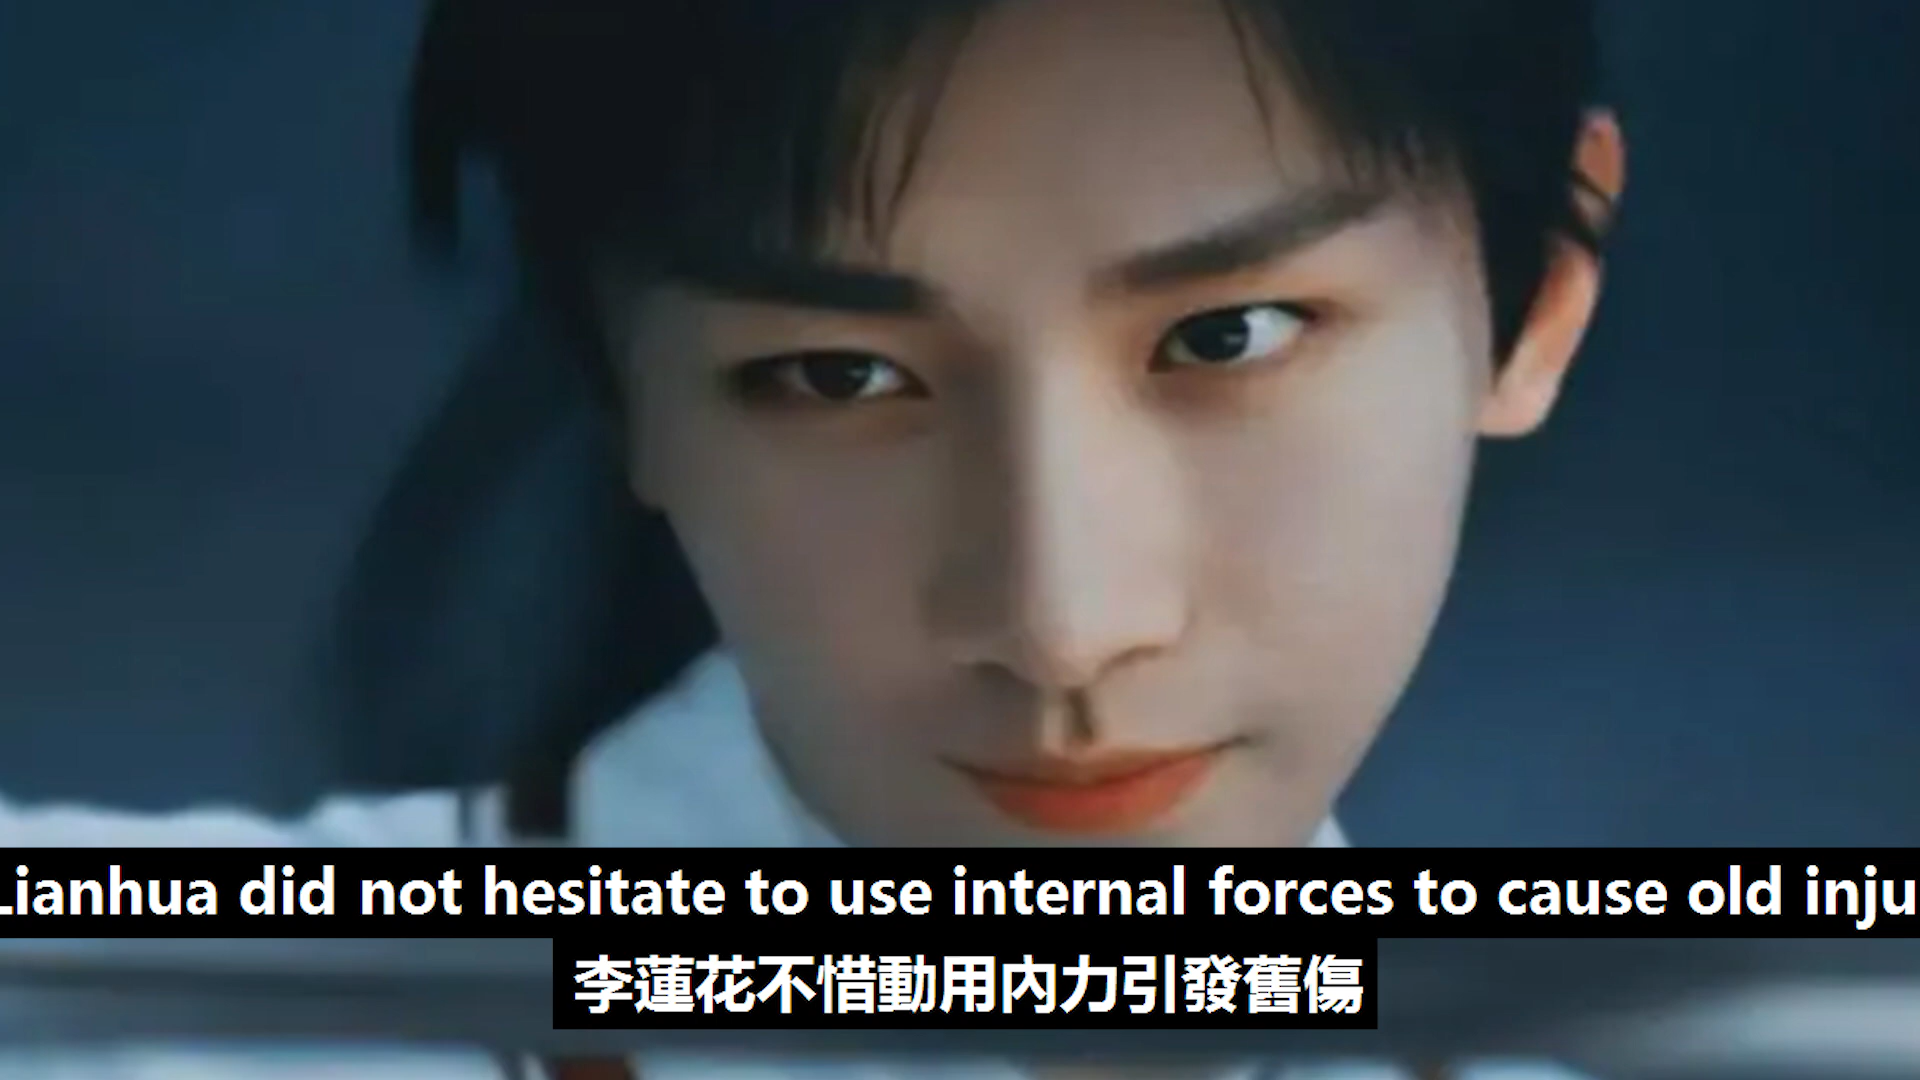 Lianhua did not hesitate to use internal forces to cause old inju
李蓮花不惜動用內力引發舊傷